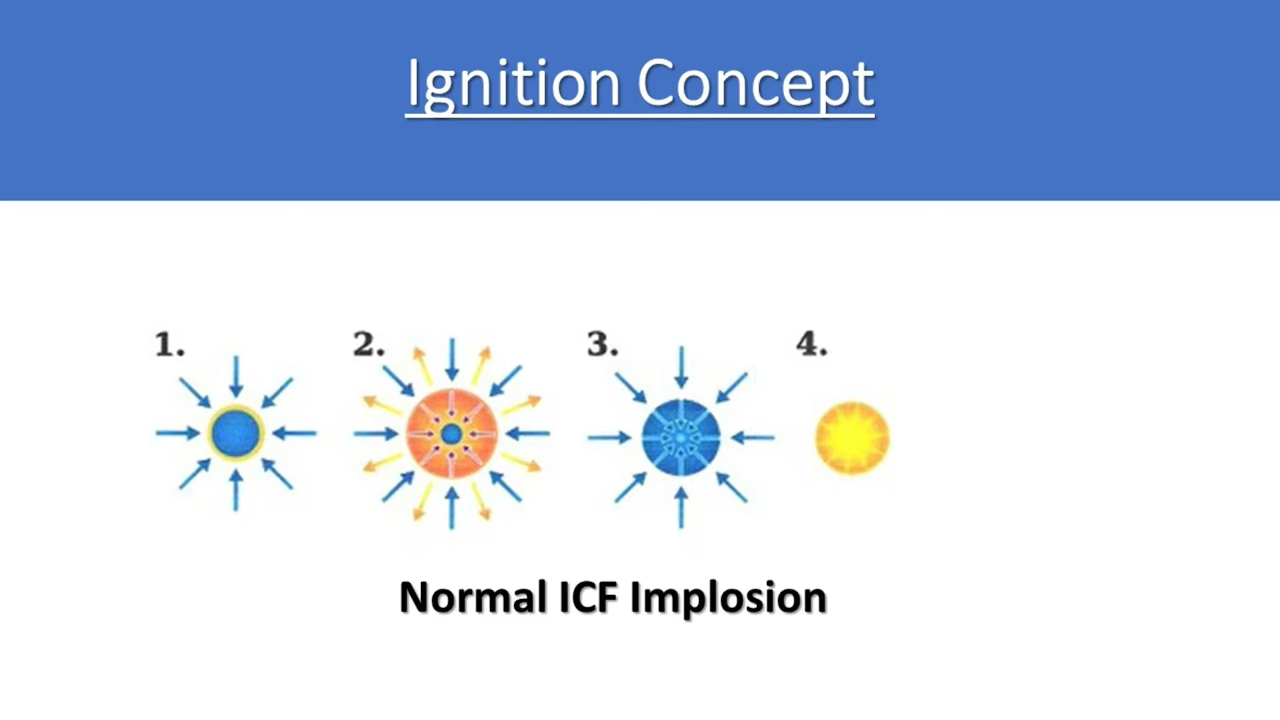 Ignition Concept
1. 2. 3. 4.
Normal ICF Implosion